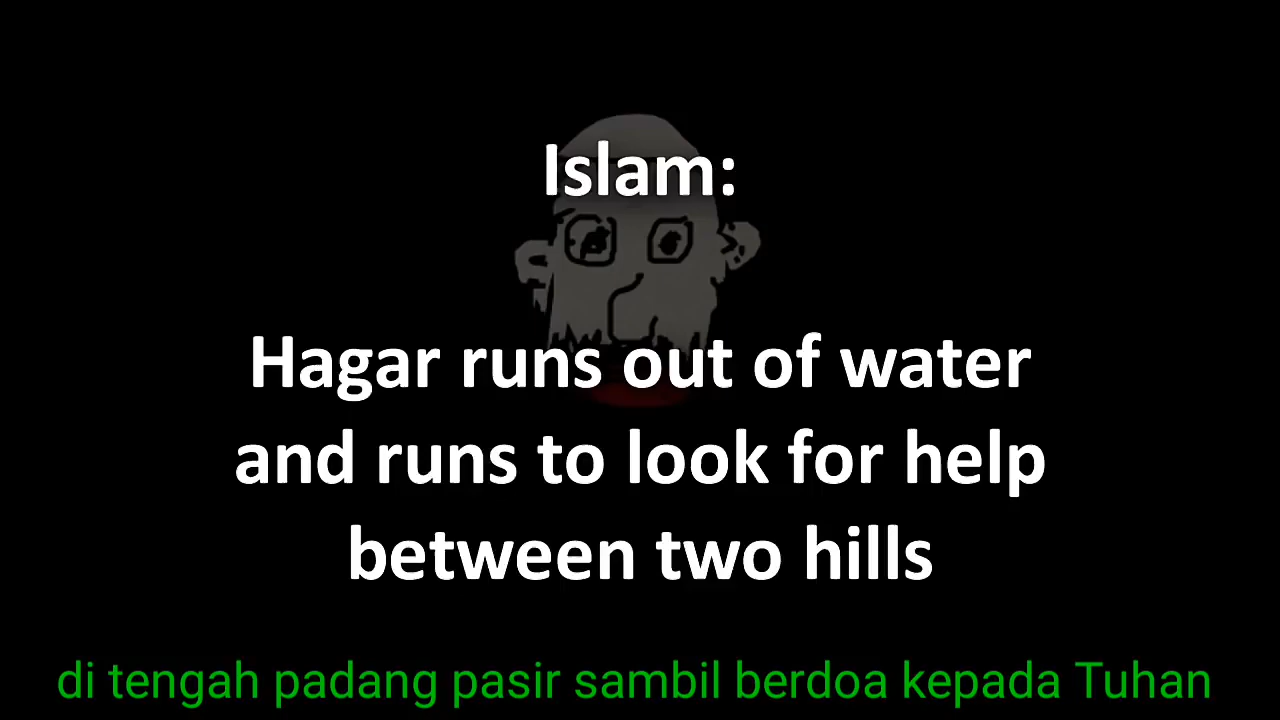 Islam:
Hagar runs out of water
and runs to look for help
between two hills
di tengah padang pasir sambil berdoa kepada Tuhan